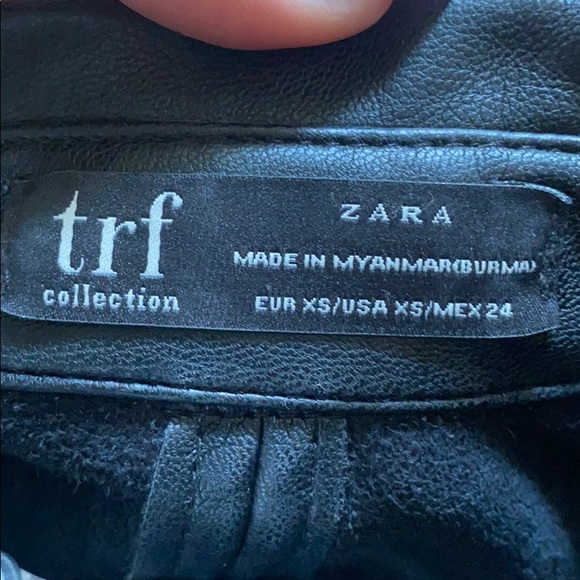 trf
collection
ZARA
MADE IN MYANMAR(BURMA)
EUR XS/USA XS/MEX 24